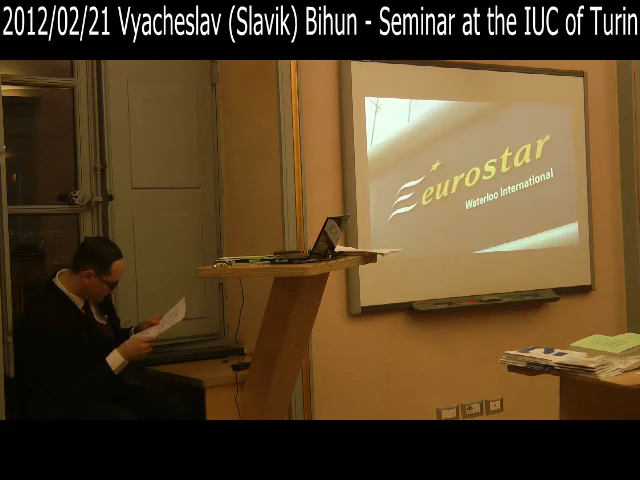 2012/02/21 Vyacheslav (Slavik) Bihun - Seminar at the IUC of Turin
eurostar
Waterloo International